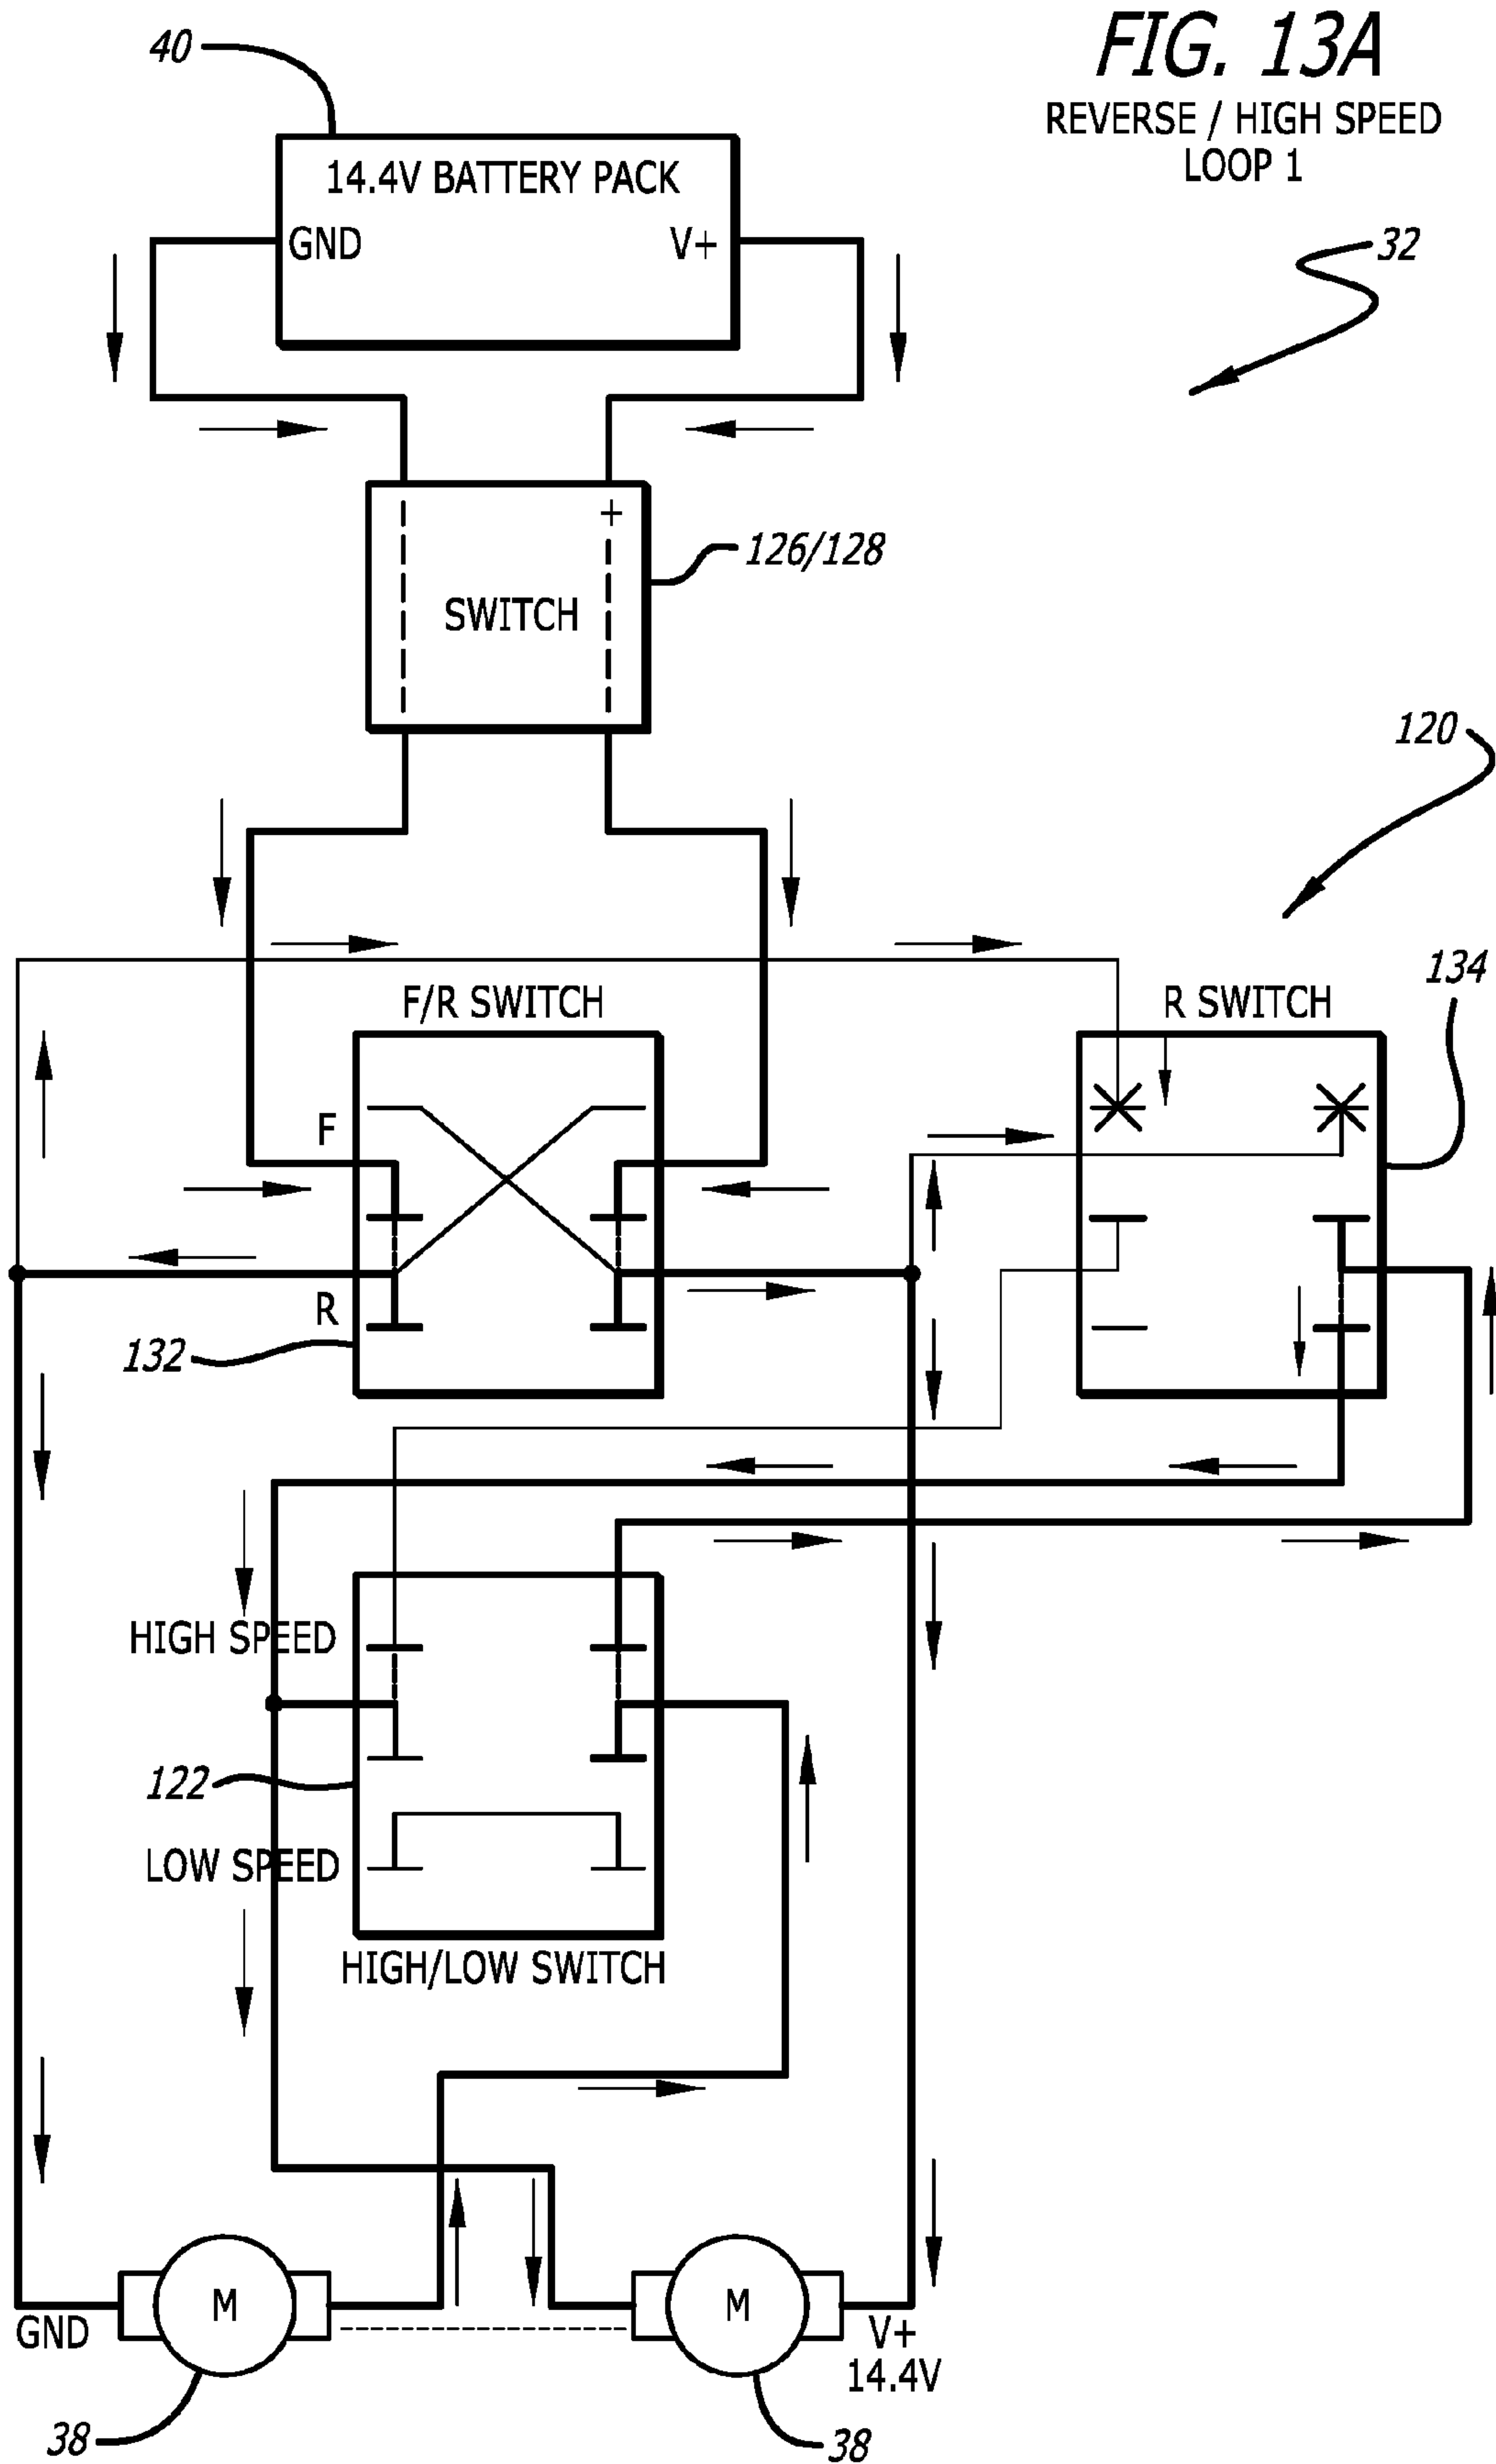 FIG. 13A
REVERSE / HIGH SPEED
LOOP 1
40
14.4V BATTERY PACK
GND V+
32
+
126/128
SWITCH
120
134
F/R SWITCH
R SWITCH
F
R
132
HIGH SPEED
122
LOW SPEED
HIGH/LOW SWITCH
M M
GND V+
14.4V
38 38